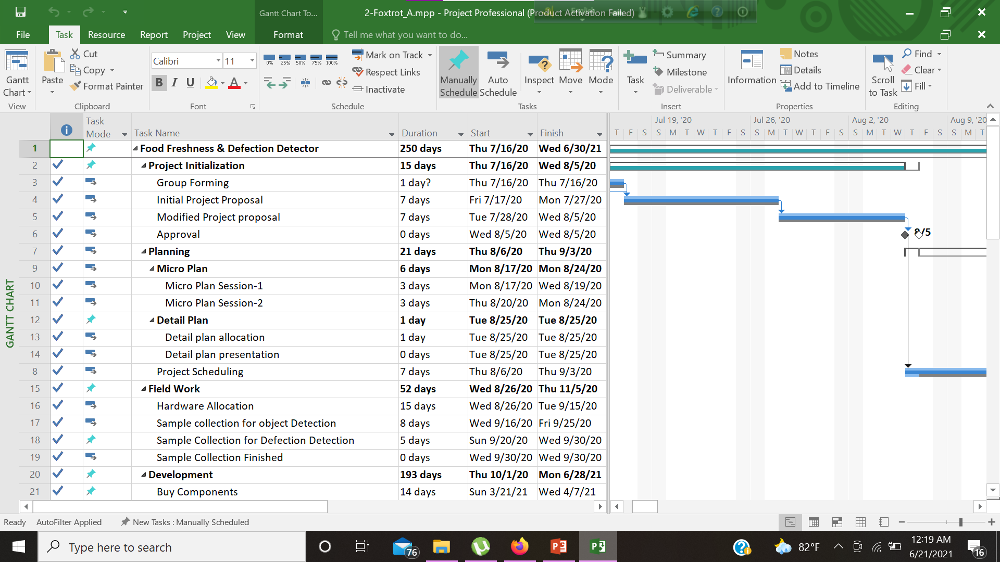 Gantt Chart To...
2-Foxtrot_A.mpp - Project Professional (Product Activation Failed)
File
Task
Resource
Report
Project
View
Format
Tell me what you want to do...
Gantt Chart
View
Paste
Cut
Copy
Format Painter
Clipboard
Calibri
11
B I U
A
Font
0%
25%
50%
75%
100%
Mark on Track
Respect Links
Inactivate
Schedule
Manually Schedule
Auto Schedule
Inspect
Move
Mode
Tasks
Task
Summary
Milestone
Deliverable
Insert
Information
Notes
Details
Add to Timeline
Properties
Scroll to Task
Find
Clear
Fill
Editing
GANTT CHART
Task Mode
Task Name
Duration
Start
Finish
Jul 19, '20
Jul 26, '20
Aug 2, '20
Aug 9, '20
T F S S M T W T F S S M T W T F S S M T W T F S S M T
1 Food Freshness & Defection Detector 250 days Thu 7/16/20 Wed 6/30/21
2 Project Initialization 15 days Thu 7/16/20 Wed 8/5/20
3 Group Forming 1 day? Thu 7/16/20 Thu 7/16/20
4 Initial Project Proposal 7 days Fri 7/17/20 Mon 7/27/20
5 Modified Project proposal 7 days Tue 7/28/20 Wed 8/5/20
6 Approval 0 days Wed 8/5/20 Wed 8/5/20 8/5
7 Planning 21 days Thu 8/6/20 Thu 9/3/20
9 Micro Plan 6 days Mon 8/17/20 Mon 8/24/20
10 Micro Plan Session-1 3 days Mon 8/17/20 Wed 8/19/20
11 Micro Plan Session-2 3 days Thu 8/20/20 Mon 8/24/20
12 Detail Plan 1 day Tue 8/25/20 Tue 8/25/20
13 Detail plan allocation 1 day Tue 8/25/20 Tue 8/25/20
14 Detail plan presentation 0 days Tue 8/25/20 Tue 8/25/20
8 Project Scheduling 7 days Thu 8/6/20 Thu 9/3/20
15 Field Work 52 days Wed 8/26/20 Thu 11/5/20
16 Hardware Allocation 15 days Wed 8/26/20 Tue 9/15/20
17 Sample collection for object Detection 8 days Wed 9/16/20 Fri 9/25/20
18 Sample Collection for Defection Detection 5 days Sun 9/20/20 Wed 9/30/20
19 Sample Collection Finished 0 days Wed 9/30/20 Wed 9/30/20
20 Development 193 days Thu 10/1/20 Mon 6/28/21
21 Buy Components 14 days Sun 3/21/21 Wed 4/7/21
Ready
AutoFilter Applied
New Tasks : Manually Scheduled
Type here to search
76
82°F
12:19 AM
6/21/2021
16